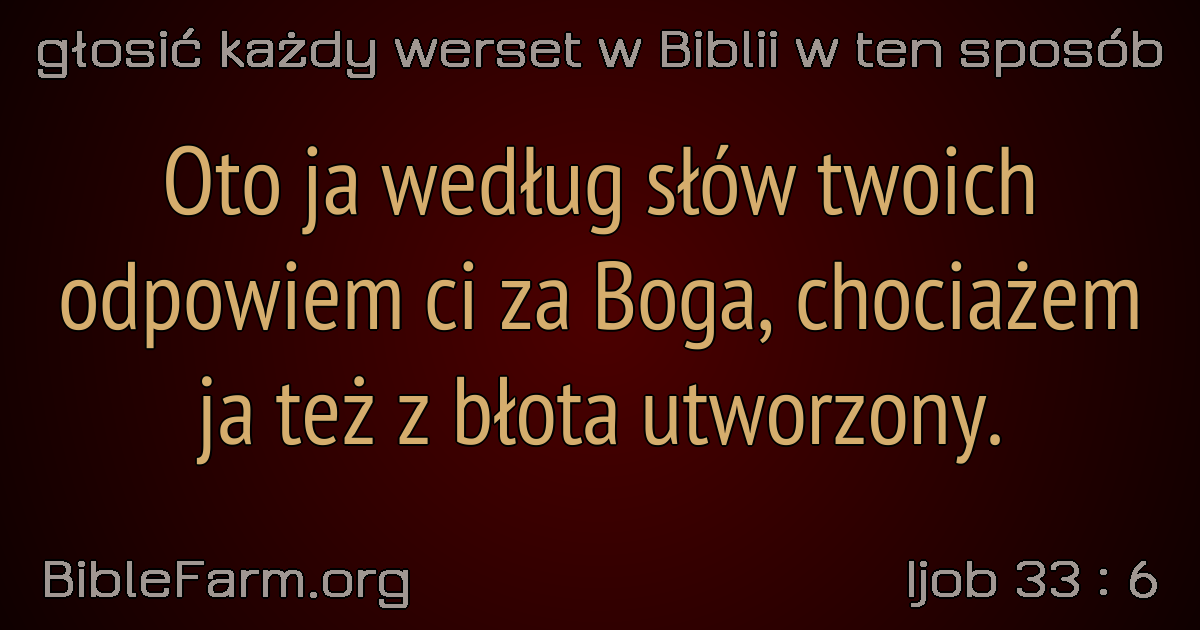 głosić każdy werset w Biblii w ten sposób
Oto ja według słów twoich
odpowiem ci za Boga, chociażem
ja też z błota utworzony.
BibleFarm.org
Ijob 33 : 6